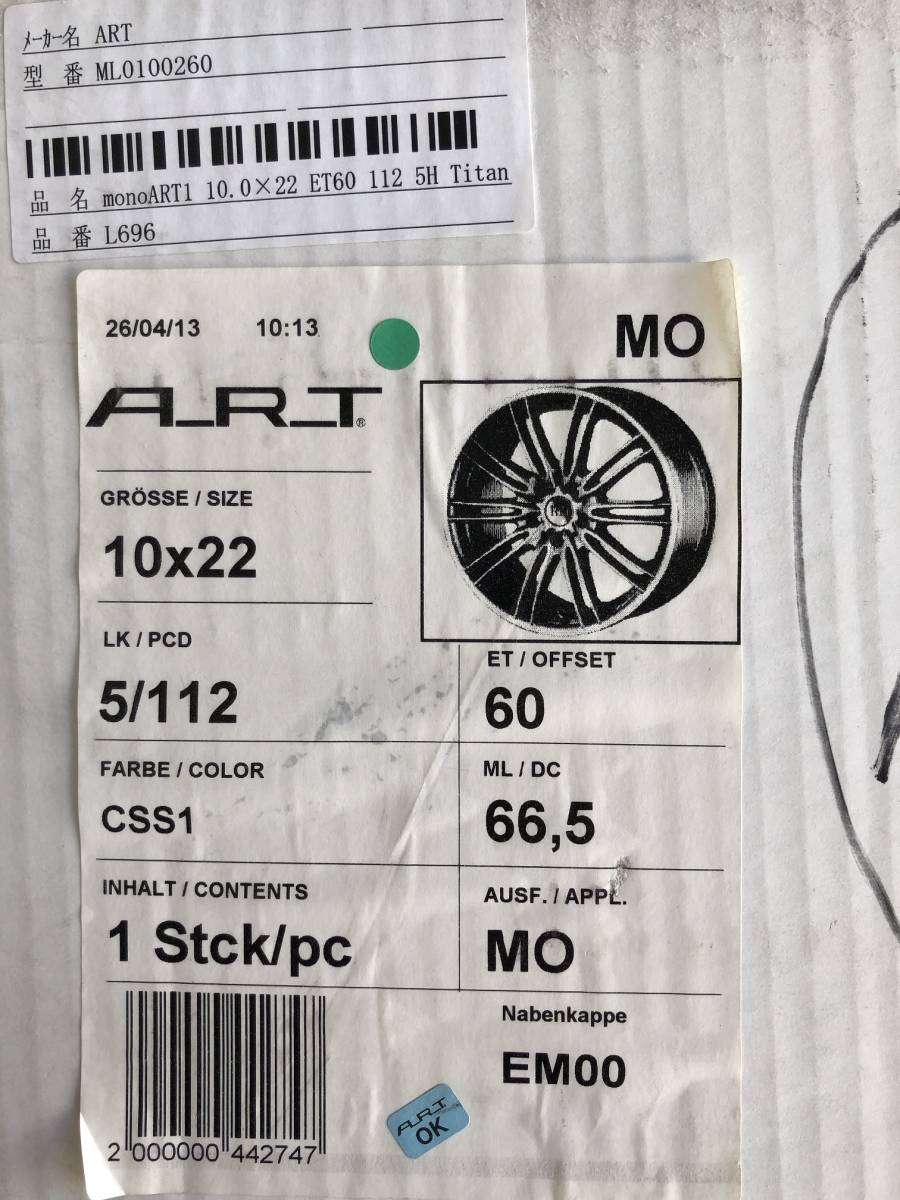 ﾒｰｶｰ名 ART
型 番 ML0100260
品 名 monoART1 10.0×22 ET60 112 5H Titan
品 番 L696
26/04/13 10:13
MO
A_R_T®
GRÖSSE / SIZE
10x22
LK / PCD
5/112
ET / OFFSET
60
FARBE / COLOR
CSS1
ML / DC
66,5
INHALT / CONTENTS
1 Stck/pc
AUSF. / APPL.
MO
Nabenkappe
EM00
2 000000 442747
A_R_T
OK